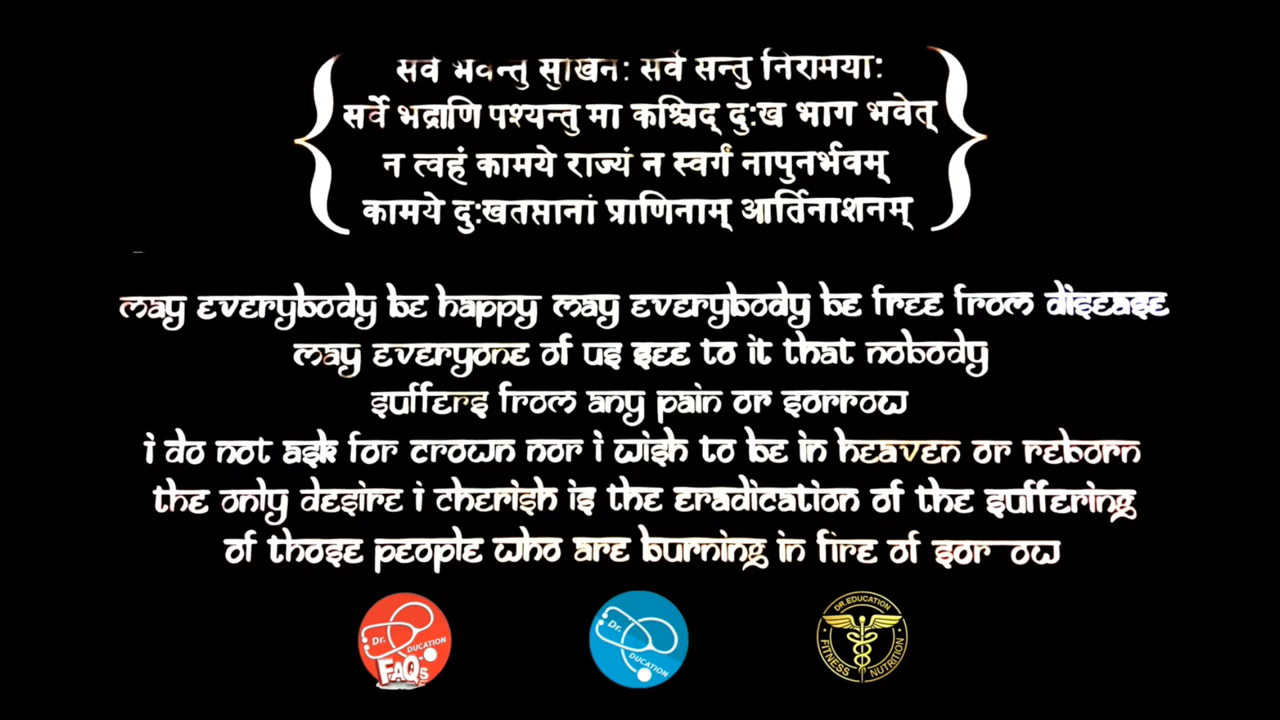 सर्वे भवन्तु सुखिन: सर्वे सन्तु निरामया:
सर्वे भद्राणि पश्यन्तु मा कश्चिद् दु:ख भाग भवेत्
न त्वहं कामये राज्यं न स्वर्गं नापुनर्भवम्
कामये दु:खतप्तानां प्राणिनाम् आर्तिनाशनम्
may everybody be happy may everybody be free from disease
may everyone of us see to it that nobody
suffers from any pain or sorrow
i do not ask for crown nor i wish to be in heaven or reborn
the only desire i cherish is the eradication of the suffering
of those people who are burning in fire of sor ow
Dr. DUCATION FAQs
Dr. DUCATION
DR.EDUCATION FITNESS NUTRITION